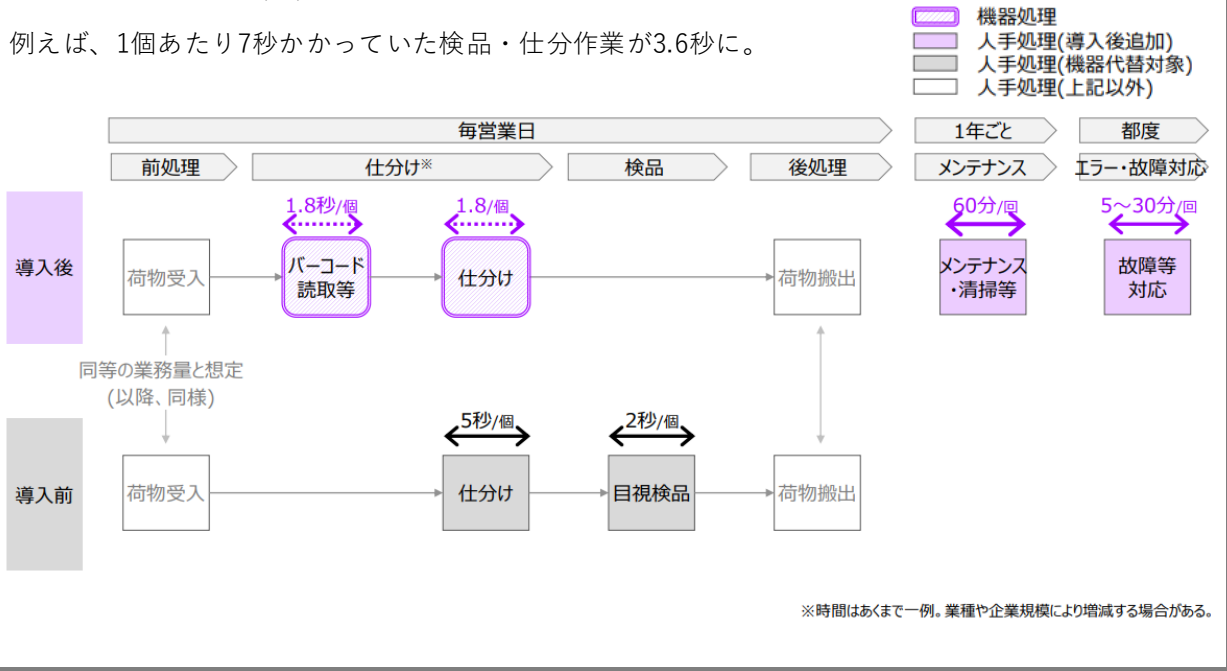 機器処理
例えば、1個あたり7秒かかっていた検品・仕分作業が3.6秒に。
人手処理(導入後追加)
人手処理(機器代替対象)
人手処理(上記以外)
毎営業日
1年ごと
都度
前処理
仕分け※
検品
後処理
メンテナンス
エラー・故障対応
1.8秒/個
1.8/個
60分/回
5～30分/回
導入後
荷物受入
バーコード
読取等
仕分け
荷物搬出
メンテナンス
・清掃等
故障等
対応
同等の業務量と想定
(以降、同様)
5秒/個
2秒/個
導入前
荷物受入
仕分け
目視検品
荷物搬出
※時間はあくまで一例。業種や企業規模により増減する場合がある。